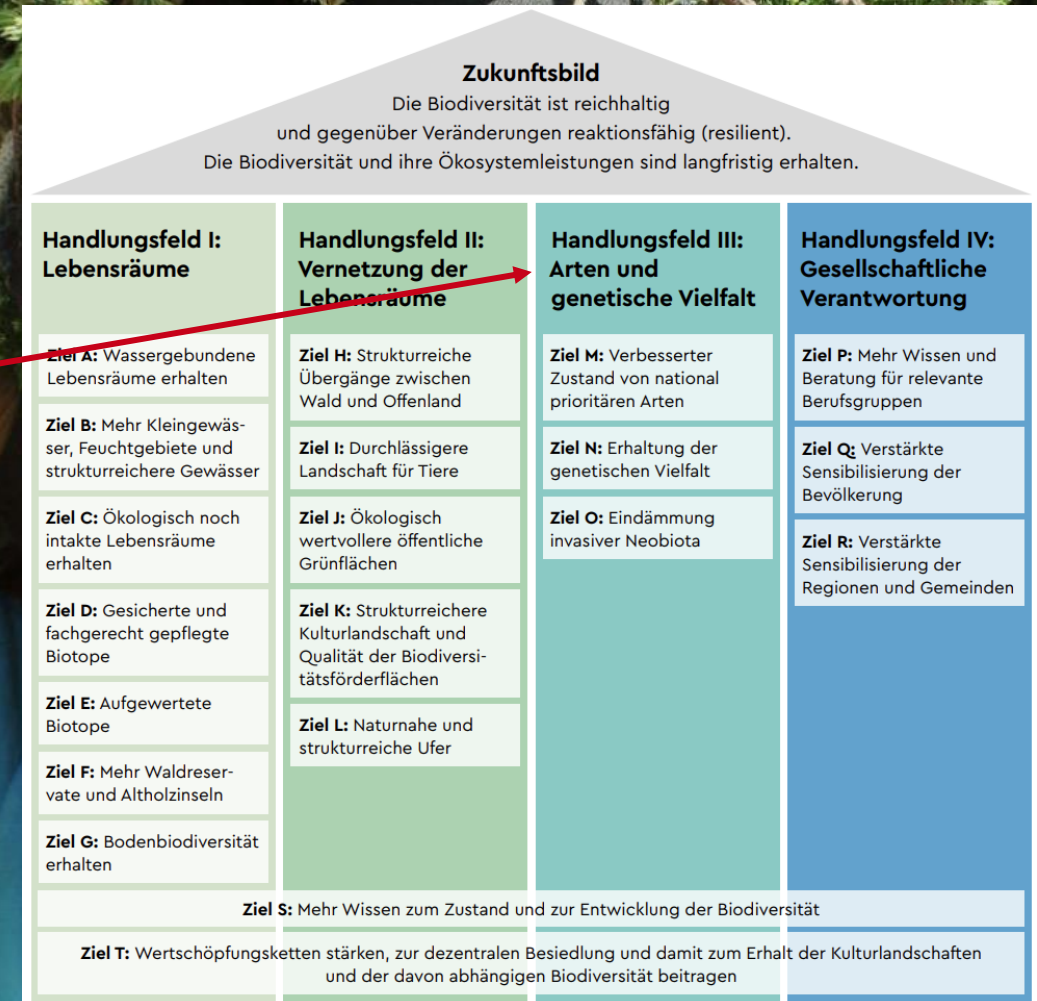 Zukunftsbild
Die Biodiversität ist reichhaltig
und gegenüber Veränderungen reaktionsfähig (resilient).
Die Biodiversität und ihre Ökosystemleistungen sind langfristig erhalten.
Handlungsfeld I:
Lebensräume
Ziel A: Wassergebundene
Lebensräume erhalten
Ziel B: Mehr Kleingewäs-
ser, Feuchtgebiete und
strukturreichere Gewässer
Ziel C: Ökologisch noch
intakte Lebensräume
erhalten
Ziel D: Gesicherte und
fachgerecht gepflegte
Biotope
Ziel E: Aufgewertete
Biotope
Ziel F: Mehr Waldreser-
vate und Altholzinseln
Ziel G: Bodenbiodiversität
erhalten
Handlungsfeld II:
Vernetzung der
Lebensräume
Ziel H: Strukturreiche
Übergänge zwischen
Wald und Offenland
Ziel I: Durchlässigere
Landschaft für Tiere
Ziel J: Ökologisch
wertvollere öffentliche
Grünflächen
Ziel K: Strukturreichere
Kulturlandschaft und
Qualität der Biodiversi-
tätsförderflächen
Ziel L: Naturnahe und
strukturreiche Ufer
Handlungsfeld III:
Arten und
genetische Vielfalt
Ziel M: Verbesserter
Zustand von national
prioritären Arten
Ziel N: Erhaltung der
genetischen Vielfalt
Ziel O: Eindämmung
invasiver Neobiota
Handlungsfeld IV:
Gesellschaftliche
Verantwortung
Ziel P: Mehr Wissen und
Beratung für relevante
Berufsgruppen
Ziel Q: Verstärkte
Sensibilisierung der
Bevölkerung
Ziel R: Verstärkte
Sensibilisierung der
Regionen und Gemeinden
Ziel S: Mehr Wissen zum Zustand und zur Entwicklung der Biodiversität
Ziel T: Wertschöpfungsketten stärken, zur dezentralen Besiedlung und damit zum Erhalt der Kulturlandschaften
und der davon abhängigen Biodiversität beitragen